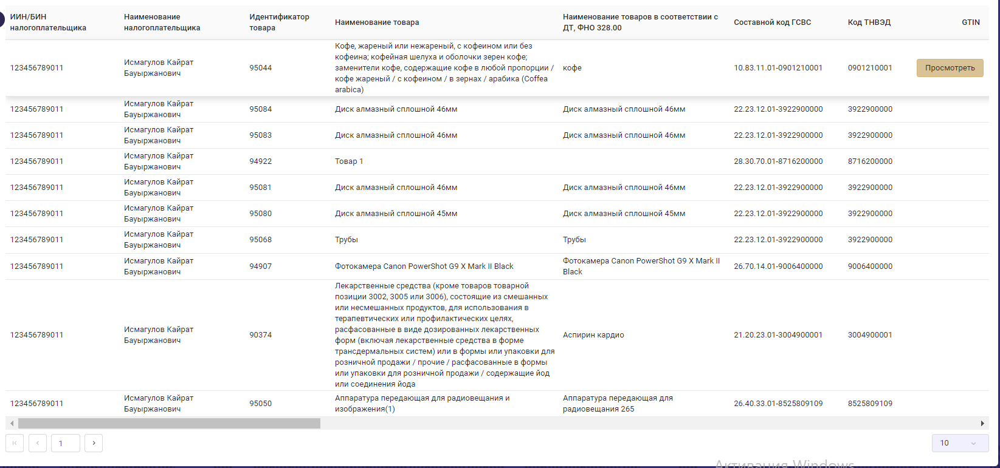 ИИН/БИН
налогоплательщика
Наименование
налогоплательщика
Идентификатор
товара
Наименование товара
Наименование товаров в соответствии с
ДТ, ФНО 328.00
Составной код ГСВС
Код ТНВЭД
GTIN
123456789011
Исмагулов Кайрат
Бауыржанович
95044
Кофе, жареный или нежареный, с кофеином или без
кофеина; кофейная шелуха и оболочки зерен кофе;
заменители кофе, содержащие кофе в любой пропорции /
кофе жареный / с кофеином / в зернах / арабика (Coffea
arabica)
кофе
10.83.11.01-0901210001
0901210001
Просмотреть
123456789011
Исмагулов Кайрат
Бауыржанович
95084
Диск алмазный сплошной 46мм
Диск алмазный сплошной 46мм
22.23.12.01-3922900000
3922900000
123456789011
Исмагулов Кайрат
Бауыржанович
95083
Диск алмазный сплошной 46мм
Диск алмазный сплошной 46мм
22.23.12.01-3922900000
3922900000
123456789011
Исмагулов Кайрат
Бауыржанович
94922
Товар 1
28.30.70.01-8716200000
8716200000
123456789011
Исмагулов Кайрат
Бауыржанович
95081
Диск алмазный сплошной 46мм
Диск алмазный сплошной 46мм
22.23.12.01-3922900000
3922900000
123456789011
Исмагулов Кайрат
Бауыржанович
95080
Диск алмазный сплошной 45мм
Диск алмазный сплошной 45мм
22.23.12.01-3922900000
3922900000
123456789011
Исмагулов Кайрат
Бауыржанович
95068
Трубы
Трубы
22.23.12.01-3922900000
3922900000
123456789011
Исмагулов Кайрат
Бауыржанович
94907
Фотокамера Canon PowerShot G9 X Mark II Black
Фотокамера Canon PowerShot G9 X Mark II
Black
26.70.14.01-9006400000
9006400000
123456789011
Исмагулов Кайрат
Бауыржанович
90374
Лекарственные средства (кроме товаров товарной
позиции 3002, 3005 или 3006), состоящие из смешанных
или несмешанных продуктов, для использования в
терапевтических или профилактических целях,
расфасованные в виде дозированных лекарственных
форм (включая лекарственные средства в форме
трансдермальных систем) или в формы или упаковки для
розничной продажи / прочие / расфасованные в формы
или упаковки для розничной продажи / содержащие йод
или соединения йода
Аспирин кардио
21.20.23.01-3004900001
3004900001
123456789011
Исмагулов Кайрат
Бауыржанович
95050
Аппаратура передающая для радиовещания и
изображения(1)
Аппаратура передающая для
радиовещания 265
26.40.33.01-8525809109
8525809109
1
10
Активация Windows